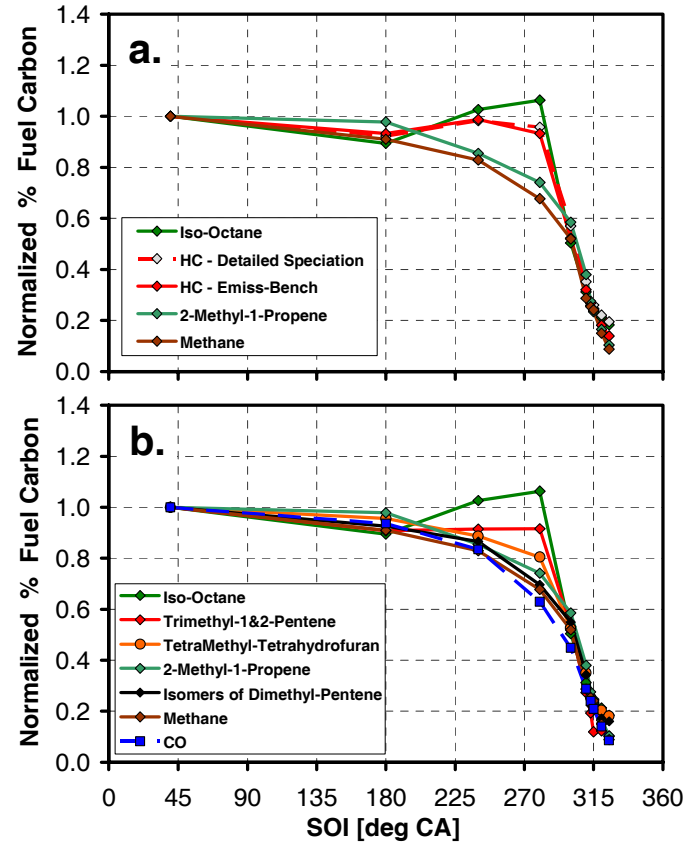 a.
Normalized % Fuel Carbon
1.4
1.2
1.0
0.8
0.6
0.4
0.2
0.0
Iso-Octane
HC - Detailed Speciation
HC - Emiss-Bench
2-Methyl-1-Propene
Methane
b.
Normalized % Fuel Carbon
1.4
1.2
1.0
0.8
0.6
0.4
0.2
0.0
Iso-Octane
Trimethyl-1&2-Pentene
TetraMethyl-Tetrahydrofuran
2-Methyl-1-Propene
Isomers of Dimethyl-Pentene
Methane
CO
0 45 90 135 180 225 270 315 360
SOI [deg CA]